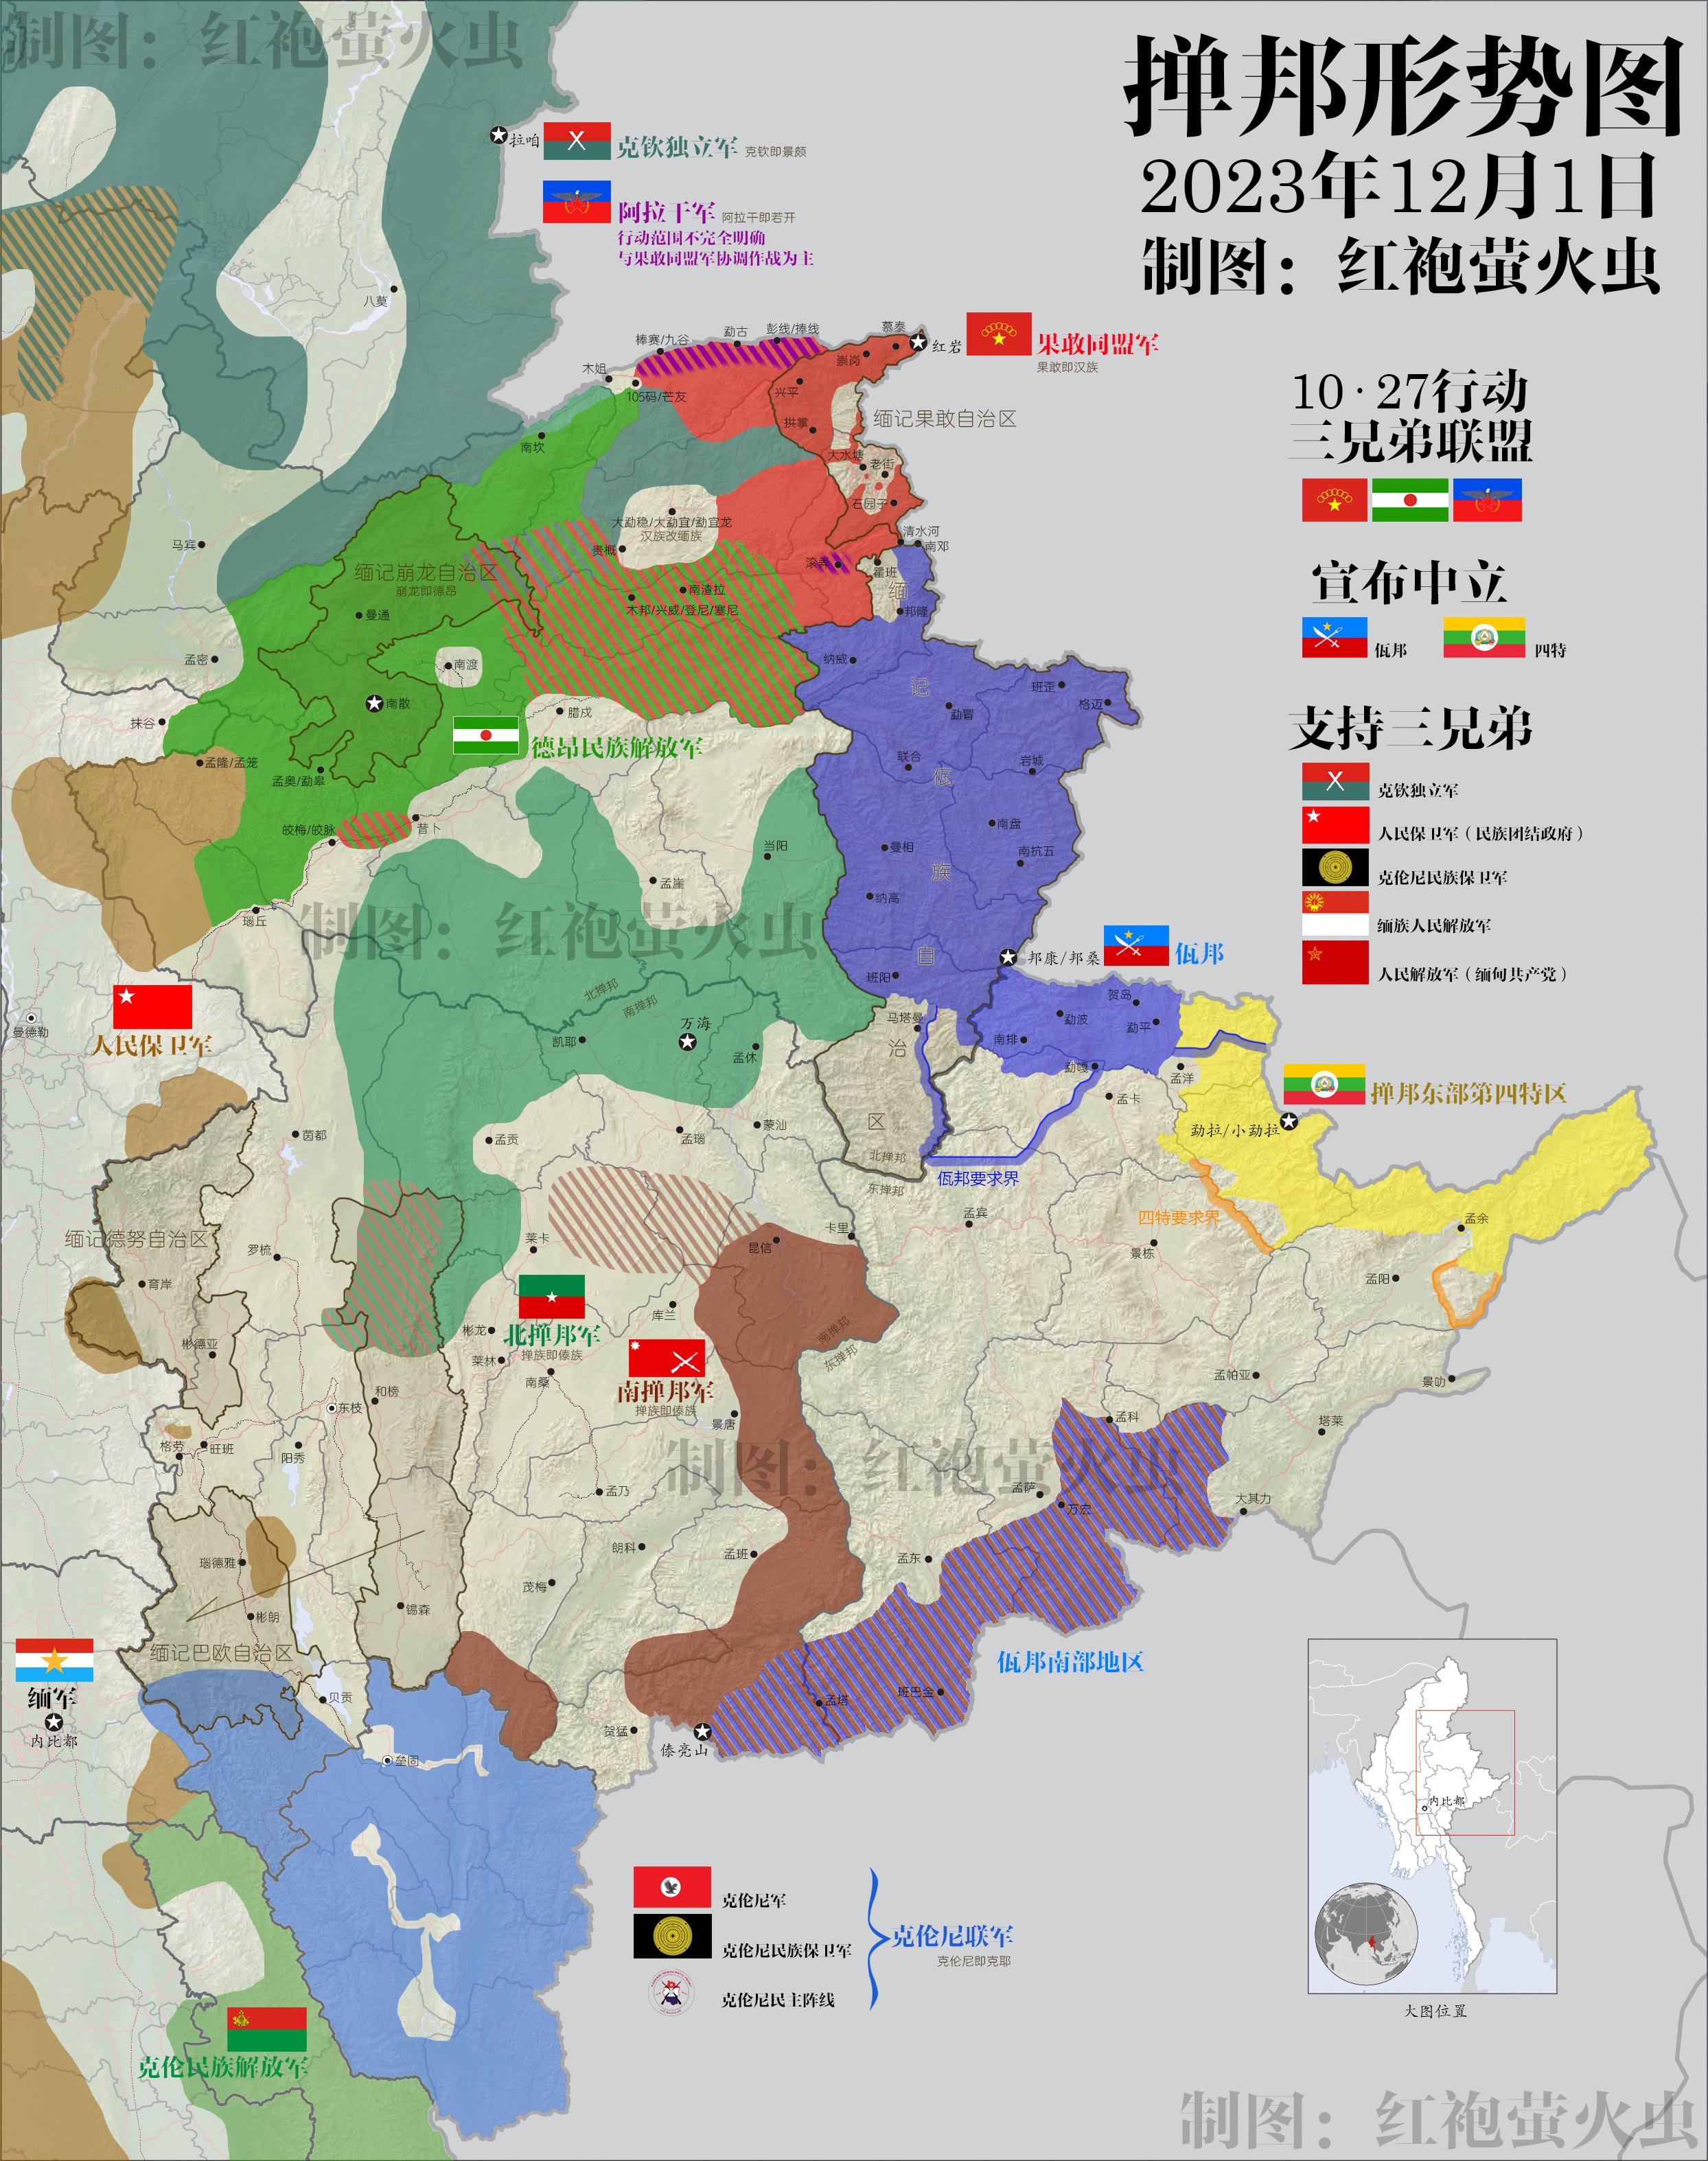 制图：红袍萤火虫
掸邦形势图
2023年12月1日
制图：红袍萤火虫
拉咱
克钦独立军
克钦即景颇
阿拉干军
阿拉干即若开
行动范围不完全明确
与果敢同盟军协调作战为主
八莫
红岩
果敢同盟军
果敢即汉族
慕泰
崇岗
彭线/捧线
勐古
棒赛/九谷
木姐
105码/芒友
兴平
拱掌
缅记果敢自治区
大水塘
老街
石园子
清水河
南邓
南坎
10·27行动
三兄弟联盟
宣布中立
佤邦
四特
支持三兄弟
克钦独立军
人民保卫军（民族团结政府）
克伦尼民族保卫军
缅族人民解放军
人民解放军（缅甸共产党）
大勐稳/大勐宜/勐宜龙
汉族改缅族
贵概
滚弄
霍班
邦隆
马宾
缅记崩龙自治区
崩龙即德昂
曼通
南渣拉
木邦/兴威/登尼/塞尼
孟密
南渡
南散
抹谷
腊戍
德昂民族解放军
孟隆/孟笼
孟奥/勐皋
皎梅/皎脉
昔卜
瑙丘
缅
记
佤
族
自
治
区
纳威
勐冒
班歪
格迈
联合
岩城
南盘
曼相
南抗五
纳高
班阳
邦康/邦桑
佤邦
当阳
孟崖
制图：红袍萤火虫
北掸邦
南掸邦
万海
凯耶
孟休
马塔曼
南排
勐波
贺岛
勐平
勐嘎
孟洋
孟卡
掸邦东部第四特区
勐拉/小勐拉
曼德勒
人民保卫军
茵都
孟贡
孟瑙
蒙汕
北掸邦
东掸邦
佤邦要求界
四特要求界
孟宾
景栋
孟余
孟阳
缅记德努自治区
罗梳
育岸
彬德亚
莱卡
昆信
卡里
北掸邦军
掸族即傣族
彬龙
莱林
南桑
库兰
南掸邦军
掸族即傣族
景唐
南掸邦
东掸邦
孟帕亚
景叻
和榜
东枝
格劳
旺班
阳秀
孟科
塔莱
制图：红袍萤火虫
孟乃
孟萨
万宏
大其力
瑞德雅
朗科
孟班
孟东
茂梅
彬朗
锡森
缅记巴欧自治区
佤邦南部地区
缅军
内比都
贝贡
贺猛
傣亮山
孟塔
班巴金
垒固
克伦尼军
克伦尼民族保卫军
克伦尼民主阵线
克伦尼联军
克伦尼即克耶
克伦民族解放军
内比都
大图位置
制图：红袍萤火虫